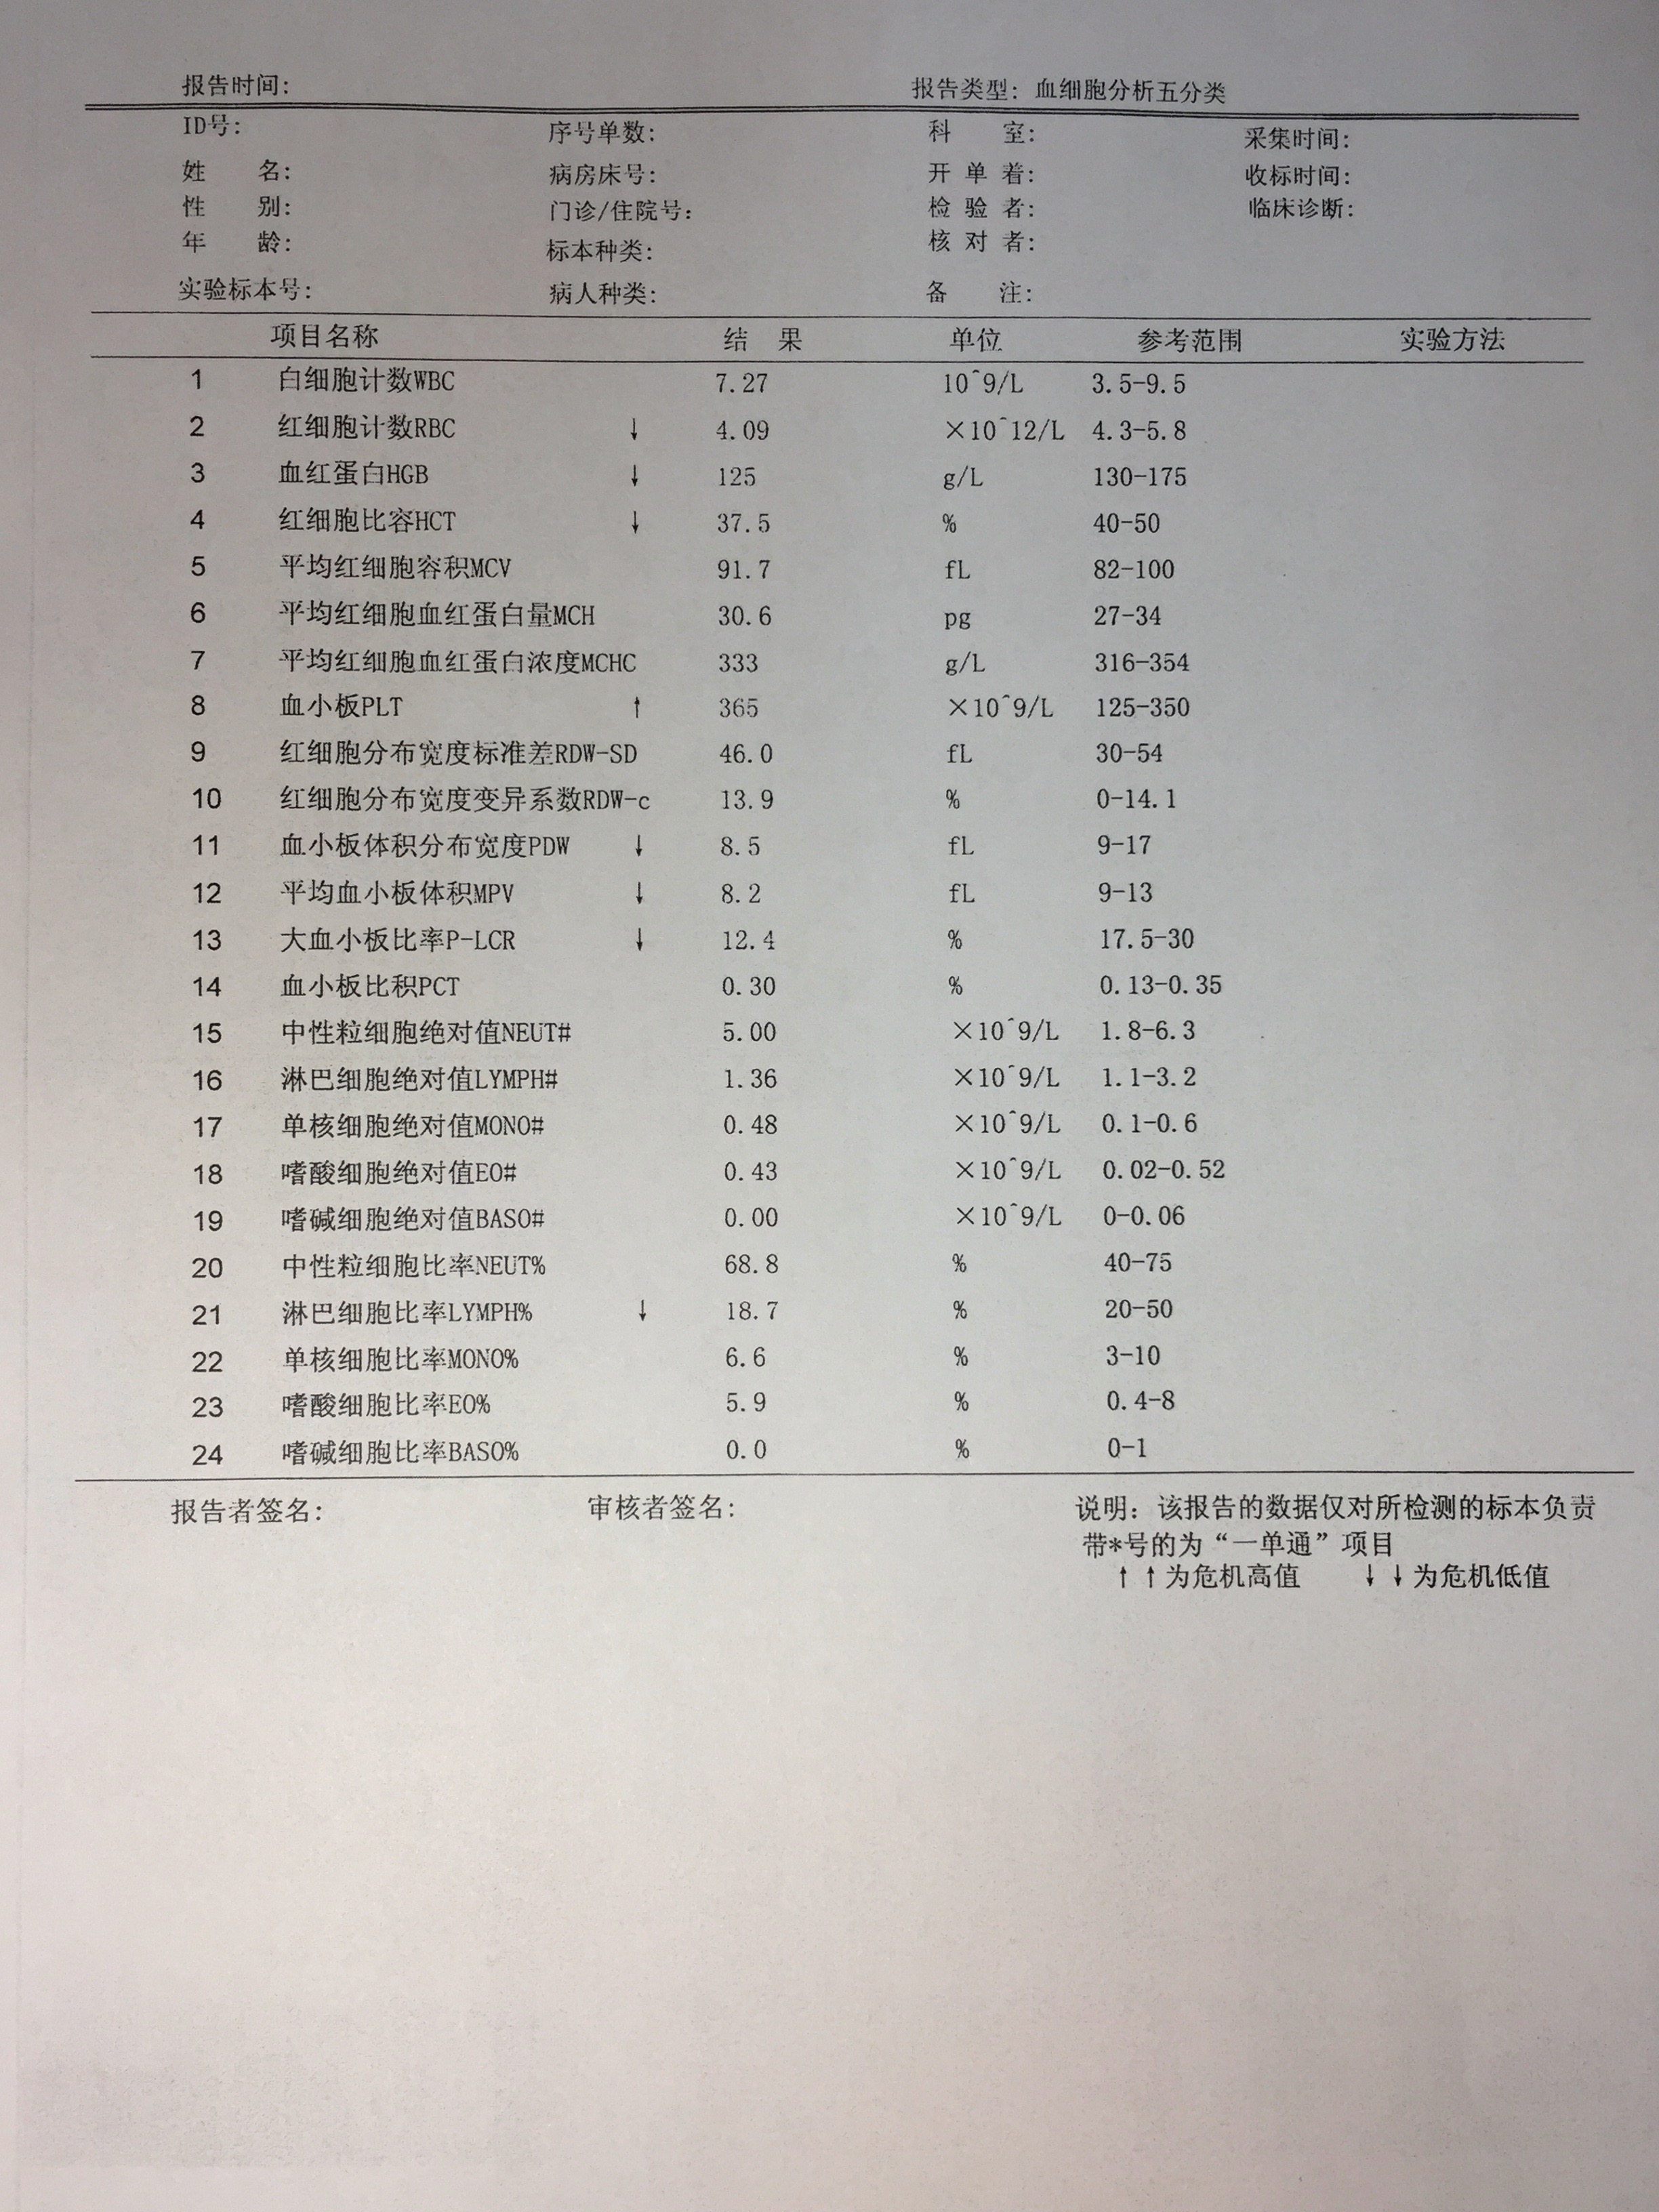 报告时间: 报告类型: 血细胞分析五分类
ID号: 序号单数: 科 室: 采集时间:
姓 名: 病房床号: 开 单 着: 收标时间:
性 别: 门诊/住院号: 检 验 者: 临床诊断:
年 龄: 标本种类: 核 对 者:
实验标本号: 病人种类: 备 注:
项目名称 结 果 单位 参考范围 实验方法
1 白细胞计数WBC 7.27 10^9/L 3.5-9.5
2 红细胞计数RBC ↓ 4.09 ×10^12/L 4.3-5.8
3 血红蛋白HGB ↓ 125 g/L 130-175
4 红细胞比容HCT ↓ 37.5 % 40-50
5 平均红细胞容积MCV 91.7 fL 82-100
6 平均红细胞血红蛋白量MCH 30.6 pg 27-34
7 平均红细胞血红蛋白浓度MCHC 333 g/L 316-354
8 血小板PLT ↑ 365 ×10^9/L 125-350
9 红细胞分布宽度标准差RDW-SD 46.0 fL 30-54
10 红细胞分布宽度变异系数RDW-c 13.9 % 0-14.1
11 血小板体积分布宽度PDW ↓ 8.5 fL 9-17
12 平均血小板体积MPV ↓ 8.2 fL 9-13
13 大血小板比率P-LCR ↓ 12.4 % 17.5-30
14 血小板比积PCT 0.30 % 0.13-0.35
15 中性粒细胞绝对值NEUT# 5.00 ×10^9/L 1.8-6.3
16 淋巴细胞绝对值LYMPH# 1.36 ×10^9/L 1.1-3.2
17 单核细胞绝对值MONO# 0.48 ×10^9/L 0.1-0.6
18 嗜酸细胞绝对值EO# 0.43 ×10^9/L 0.02-0.52
19 嗜碱细胞绝对值BASO# 0.00 ×10^9/L 0-0.06
20 中性粒细胞比率NEUT% 68.8 % 40-75
21 淋巴细胞比率LYMPH% ↓ 18.7 % 20-50
22 单核细胞比率MONO% 6.6 % 3-10
23 嗜酸细胞比率EO% 5.9 % 0.4-8
24 嗜碱细胞比率BASO% 0.0 % 0-1
报告者签名: 审核者签名: 说明: 该报告的数据仅对所检测的标本负责
带*号的为“一单通”项目
↑↑为危机高值 ↓↓为危机低值